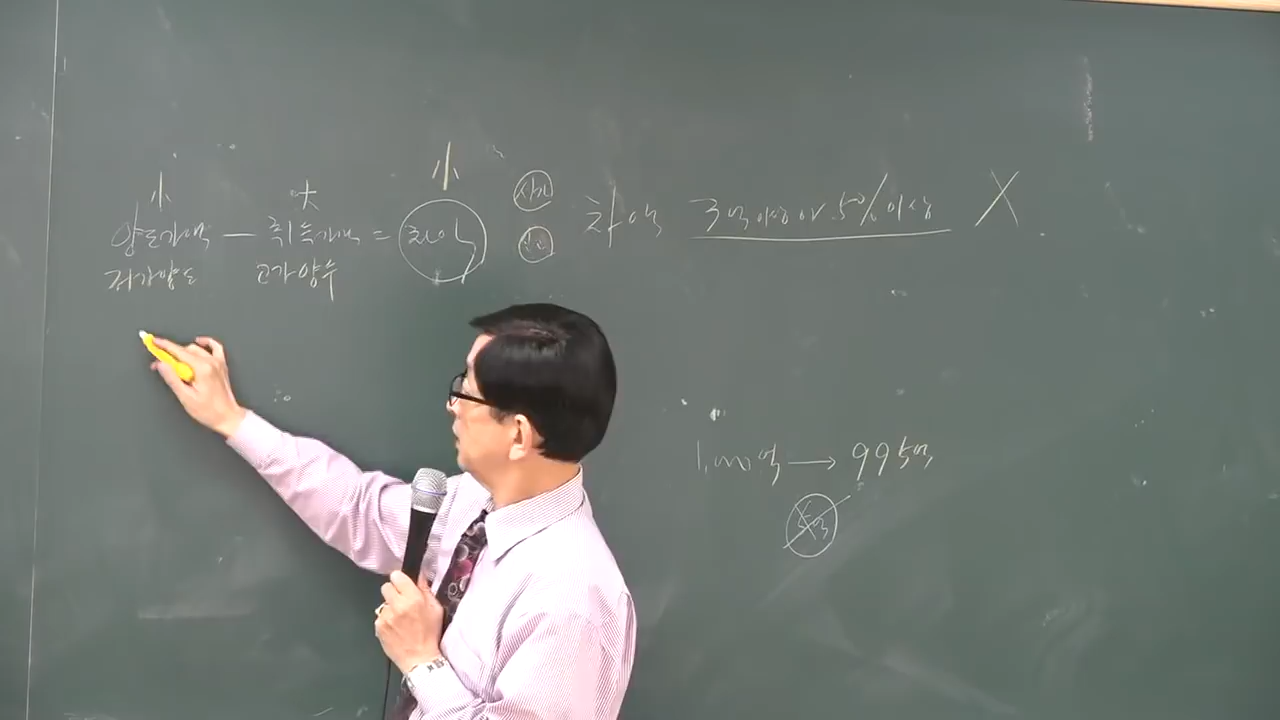 小 大 小
양도가액 — 취득가액 = 차익
저가양도 고가양수
차액 3억 이상 or 5% 이상 X
1,000억 → 995억
5억